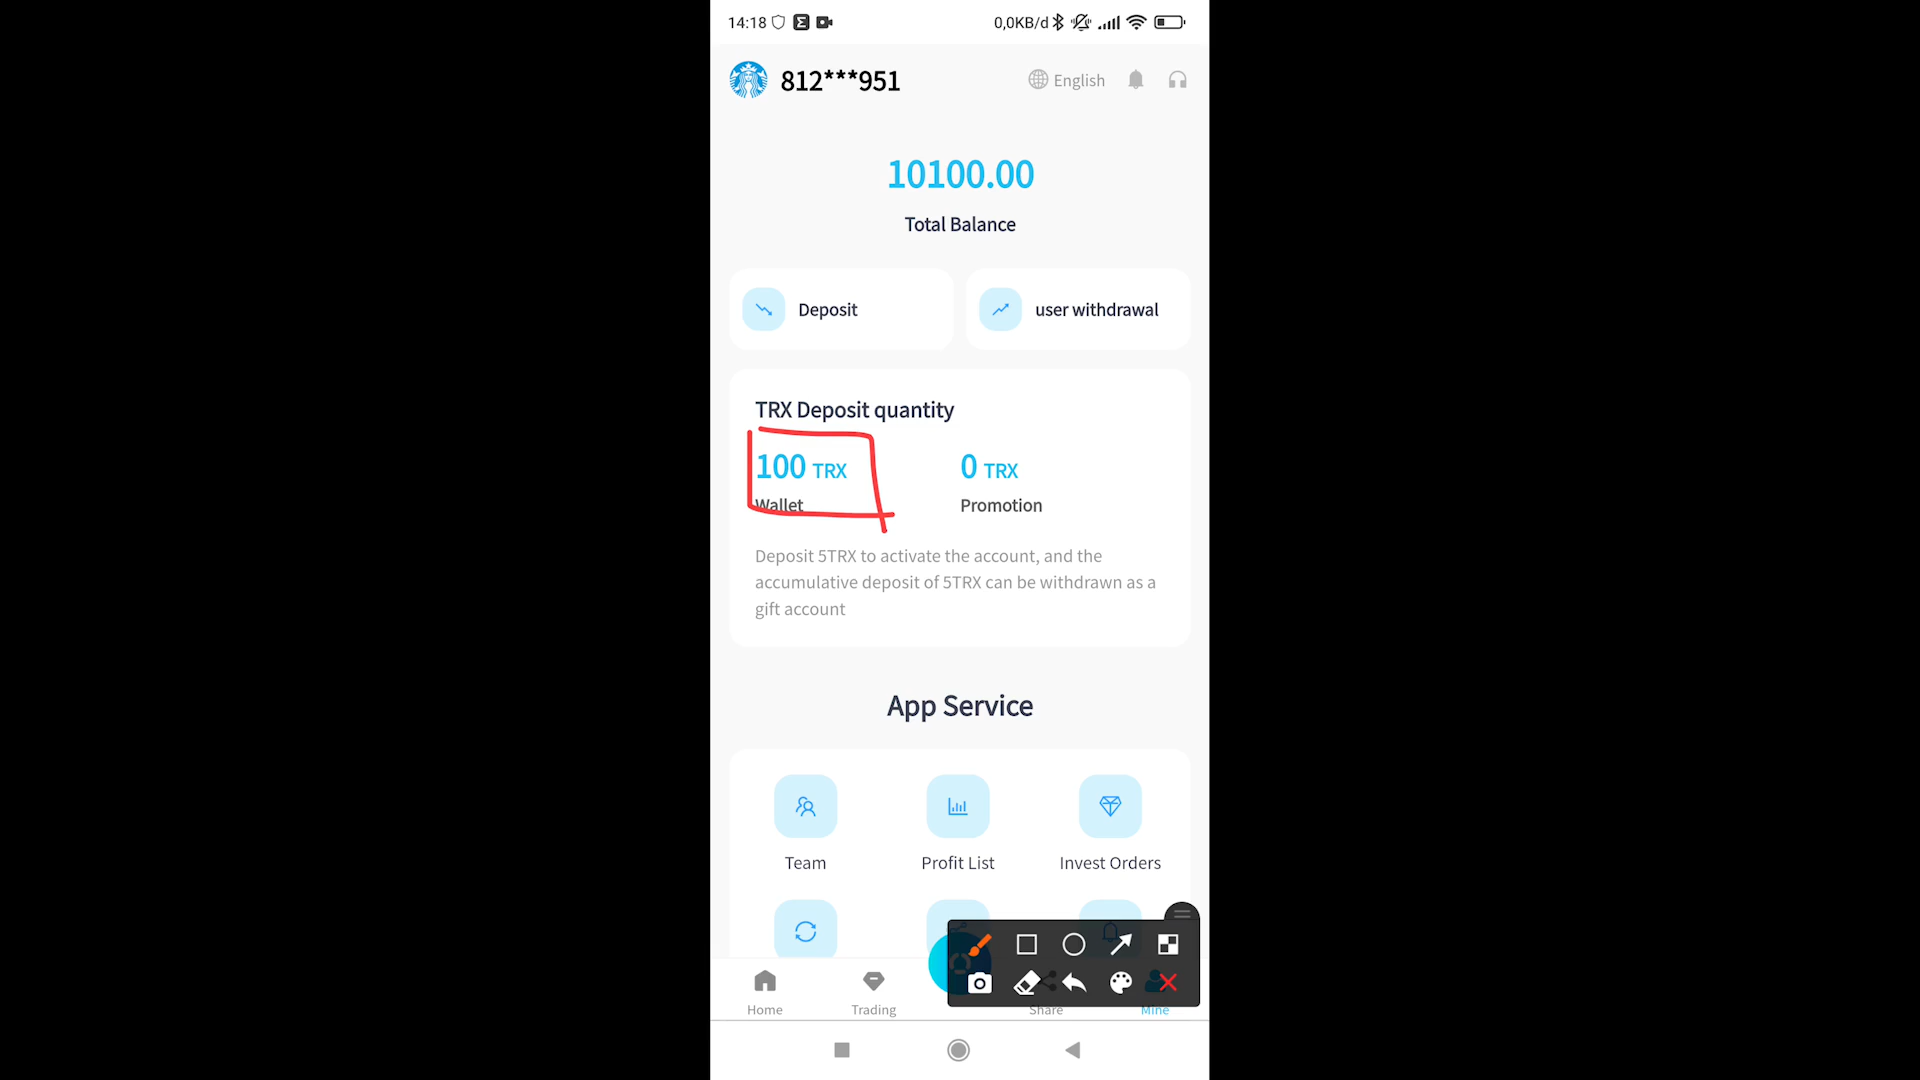 14:18 0,0KB/d
812***951 English
10100.00
Total Balance
Deposit user withdrawal
TRX Deposit quantity
100 TRX 0 TRX
Wallet Promotion
Deposit 5TRX to activate the account, and the
accumulative deposit of 5TRX can be withdrawn as a
gift account
App Service
Team Profit List Invest Orders
Home Trading Share Mine